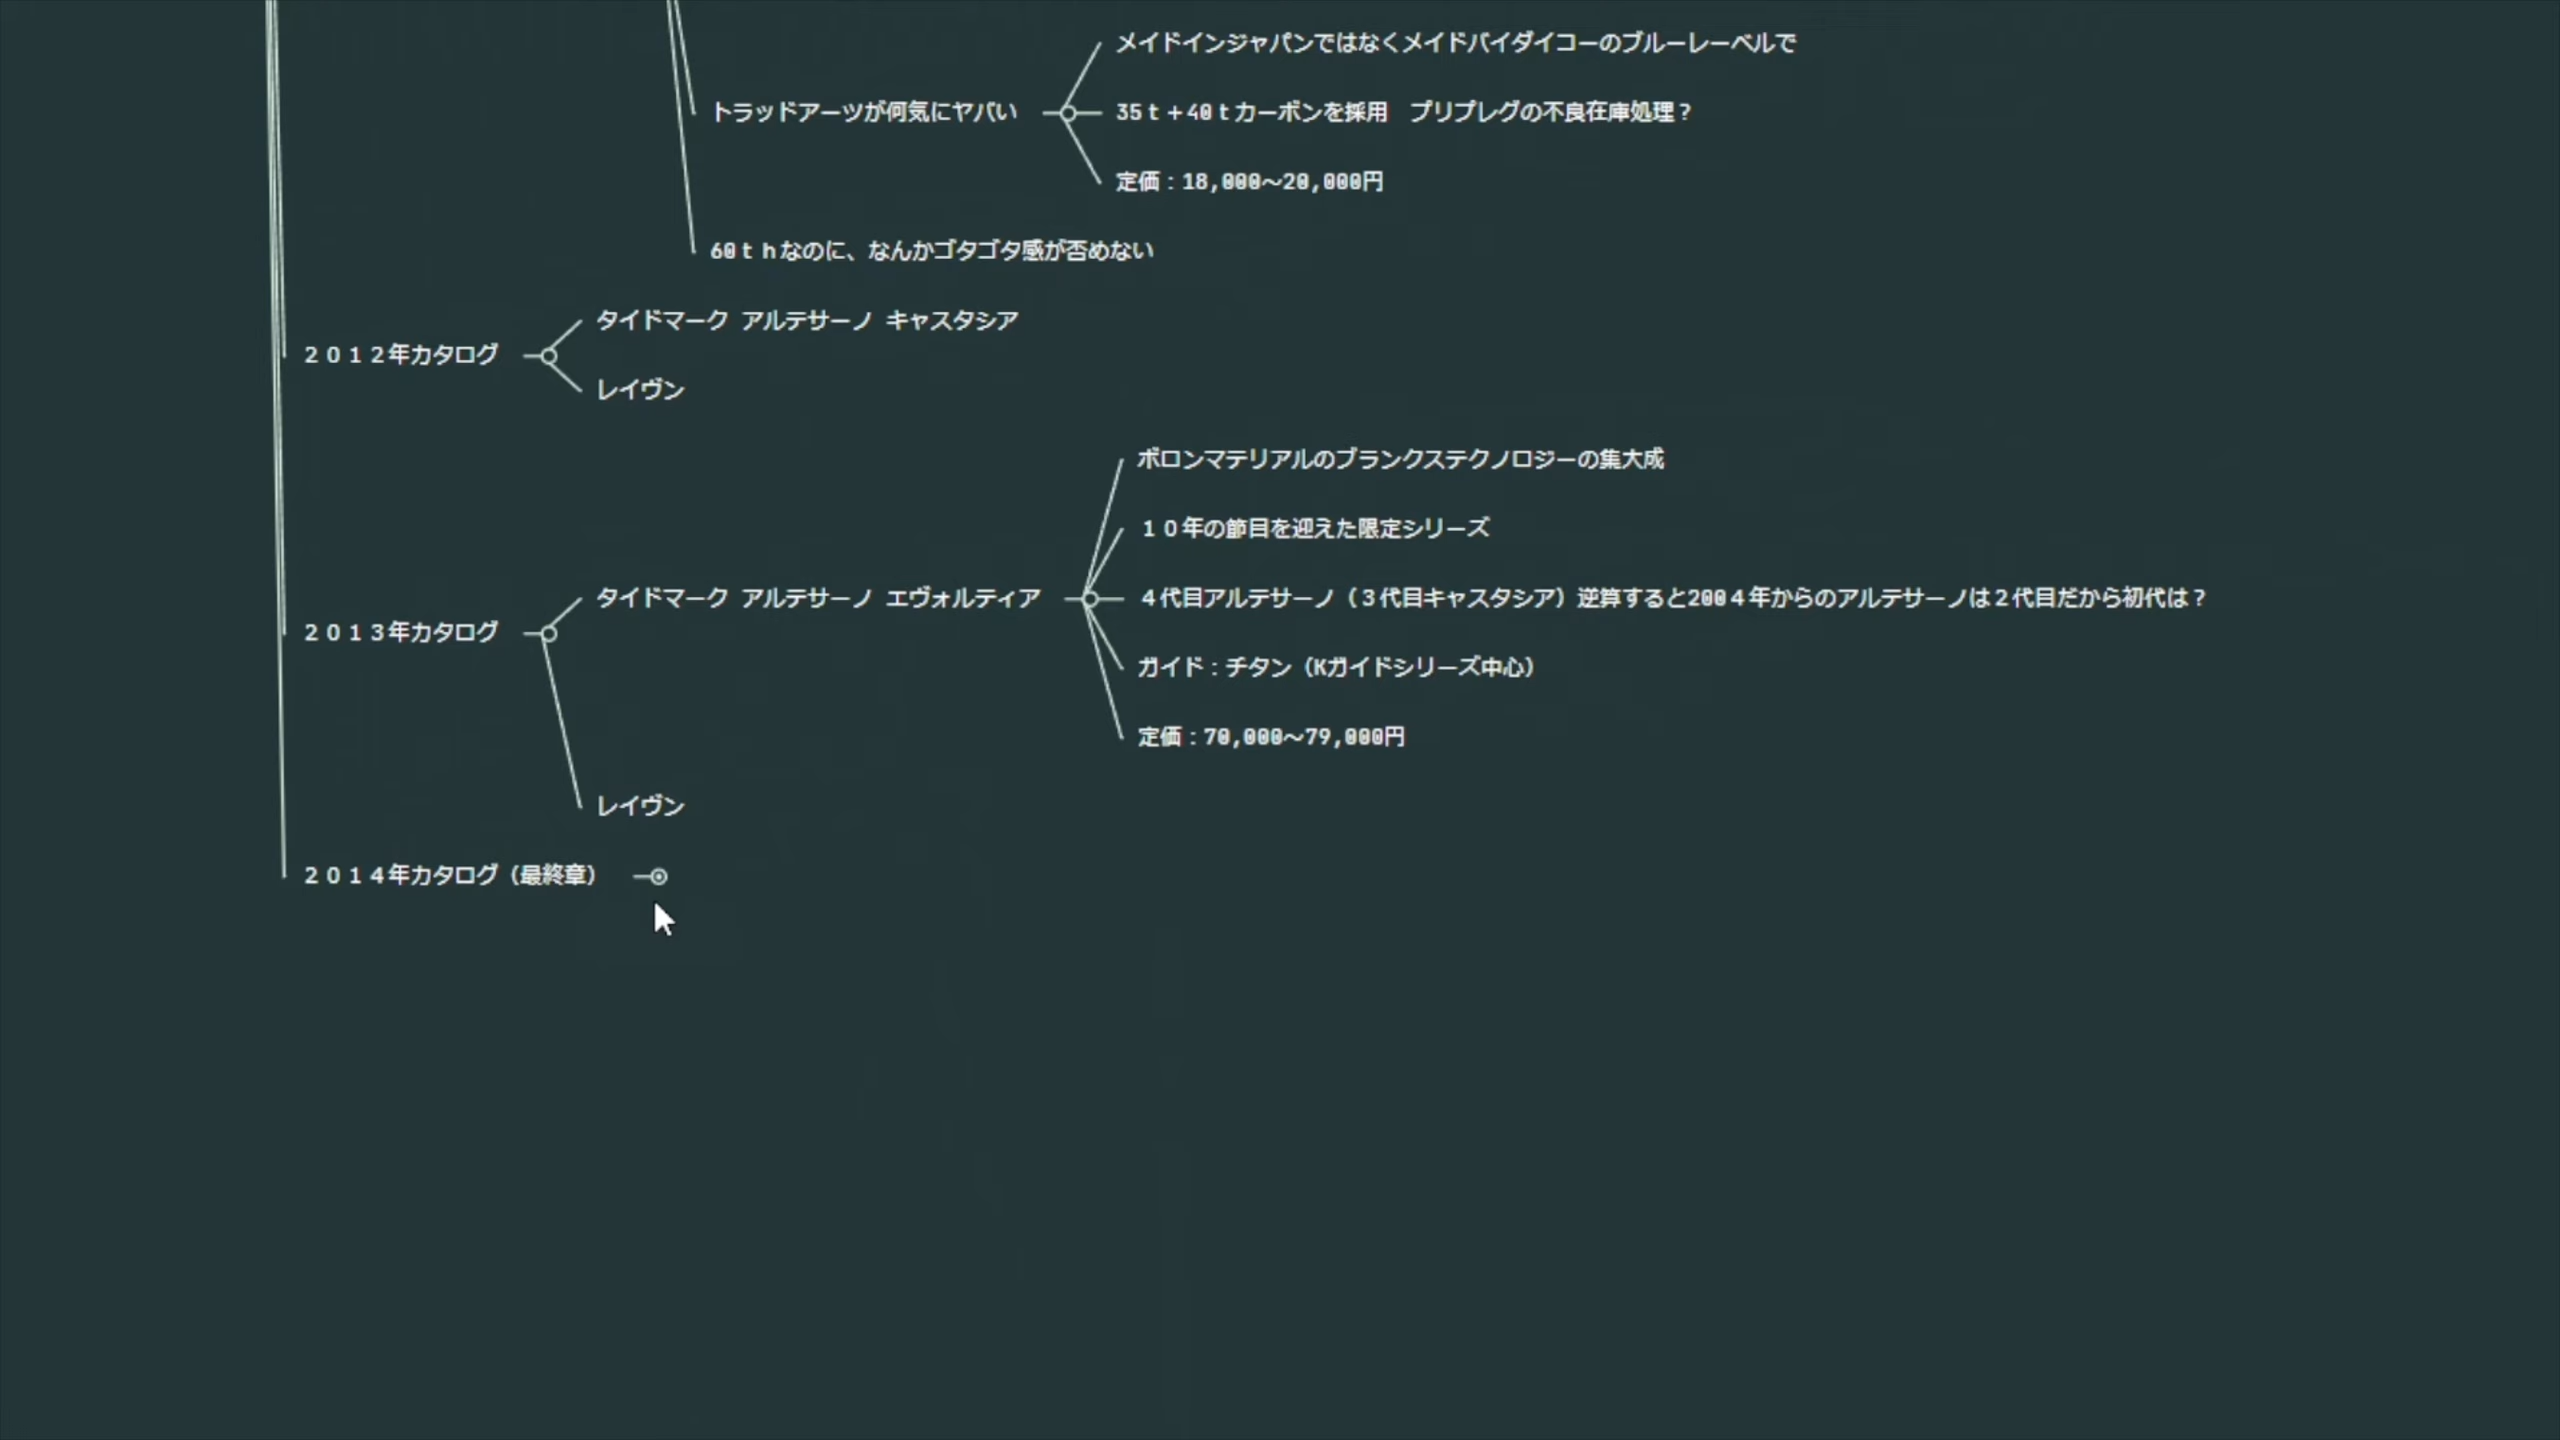 メイドインジャパンではなくメイドバイダイコーのブルーレーベルで
トラッドアーツが何気にヤバい
35ｔ＋40ｔカーボンを採用　プリプレグの不良在庫処理？
定価：18,000〜20,000円
60ｔｈなのに、なんかゴタゴタ感が否めない
タイドマーク アルテサーノ キャスタシア
２０１２年カタログ
レイヴン
ボロンマテリアルのブランクステクノロジーの集大成
１０年の節目を迎えた限定シリーズ
タイドマーク アルテサーノ エヴォルティア
４代目アルテサーノ（３代目キャスタシア）逆算すると200４年からのアルテサーノは２代目だから初代は？
２０１３年カタログ
ガイド：チタン（Kガイドシリーズ中心）
定価：70,000〜79,000円
レイヴン
２０１４年カタログ（最終章）